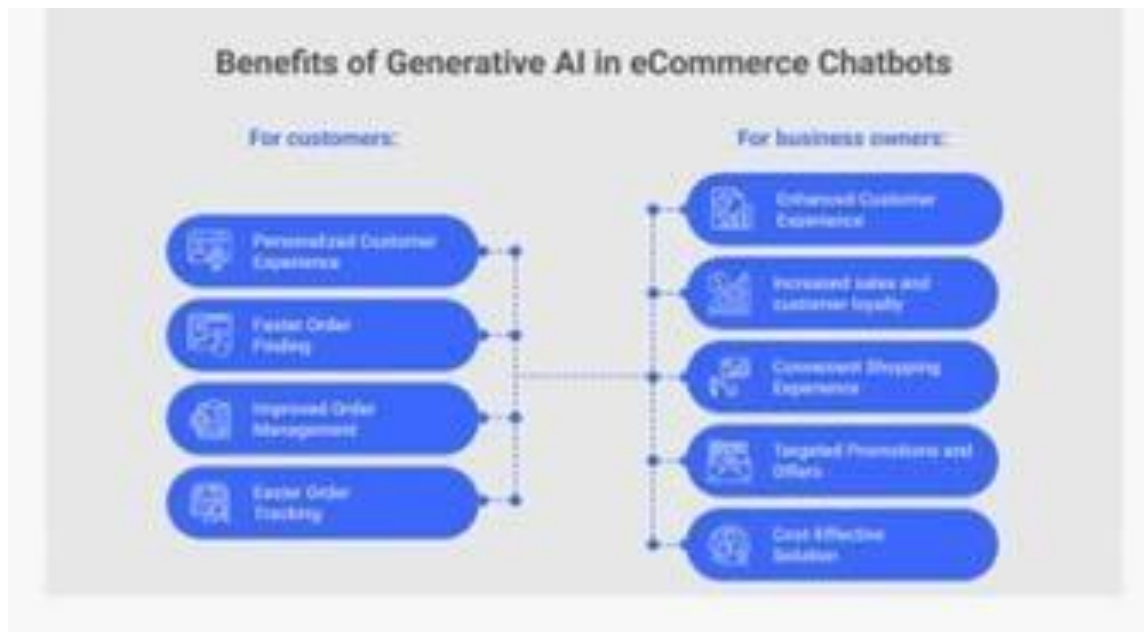 Benefits of Generative AI in eCommerce Chatbots
For customers:
Personalized Customer
Experience
Faster Order
Finding
Improved Order
Management
Easier Order
Tracking
For business owners:
Enhanced Customer
Experience
Increased sales and
customer loyalty
Convenient Shopping
Experience
Targeted Promotions and
Offers
Cost-Effective
Solution